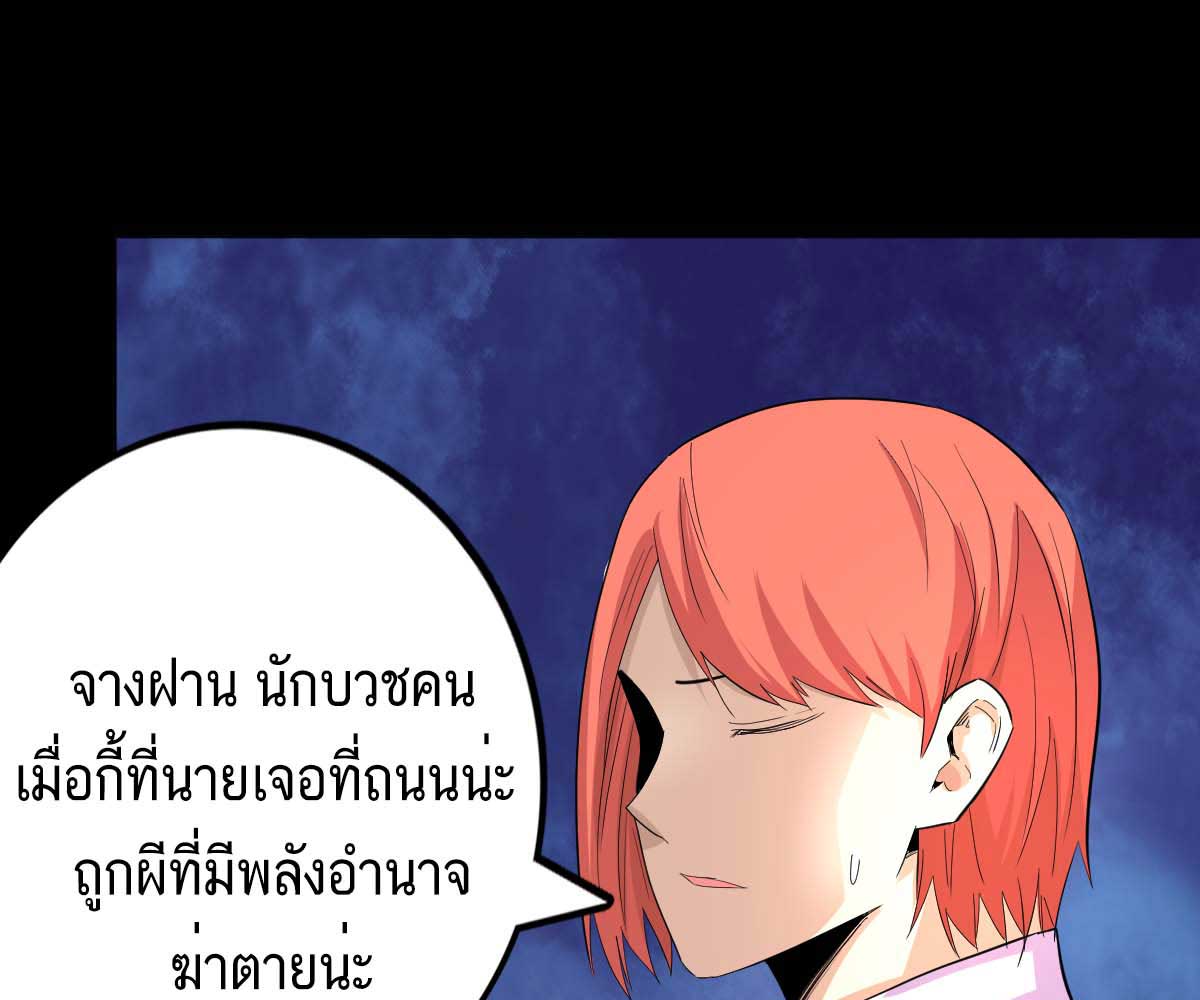 จางฝาน นักบวชคน
เมื่อกี้ที่นายเจอที่ถนนน่ะ
ถูกผีที่มีพลังอำนาจ
ฆ่าตายน่ะ